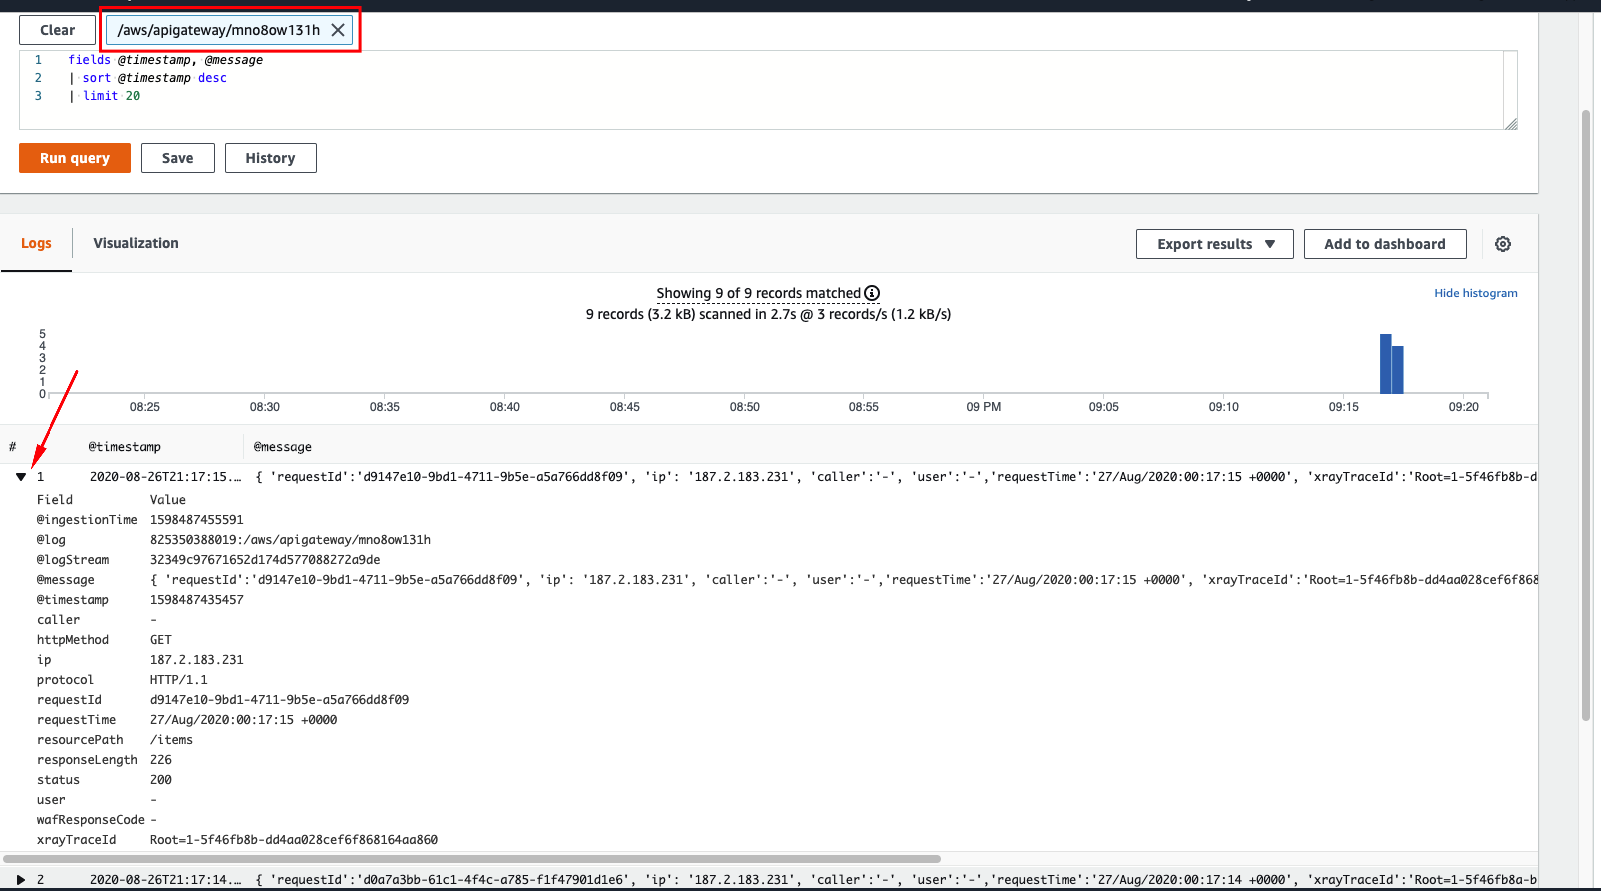 Clear /aws/apigateway/mno8ow131h
1 fields @timestamp, @message
2 | sort @timestamp desc
3 | limit 20
Run query Save History
Logs Visualization Export results Add to dashboard
Showing 9 of 9 records matched
Hide histogram
9 records (3.2 kB) scanned in 2.7s @ 3 records/s (1.2 kB/s)
5
4
3
2
1
0
08:25 08:30 08:35 08:40 08:45 08:50 08:55 09 PM 09:05 09:10 09:15 09:20
# @timestamp @message
1 2020-08-26T21:17:15... { 'requestId':'d9147e10-9bd1-4711-9b5e-a5a766dd8f09', 'ip': '187.2.183.231', 'caller':'-', 'user':'-','requestTime':'27/Aug/2020:00:17:15 +0000', 'xrayTraceId':'Root=1-5f46fb8b-d
Field Value
@ingestionTime 1598487455591
@log 825350388019:/aws/apigateway/mno8ow131h
@logStream 32349c97671652d174d577088272a9de
@message { 'requestId':'d9147e10-9bd1-4711-9b5e-a5a766dd8f09', 'ip': '187.2.183.231', 'caller':'-', 'user':'-','requestTime':'27/Aug/2020:00:17:15 +0000', 'xrayTraceId':'Root=1-5f46fb8b-dd4aa028cef6f868
@timestamp 1598487435457
caller -
httpMethod GET
ip 187.2.183.231
protocol HTTP/1.1
requestId d9147e10-9bd1-4711-9b5e-a5a766dd8f09
requestTime 27/Aug/2020:00:17:15 +0000
resourcePath /items
responseLength 226
status 200
user -
wafResponseCode -
xrayTraceId Root=1-5f46fb8b-dd4aa028cef6f868164aa860
2 2020-08-26T21:17:14... { 'requestId':'d0a7a3bb-61c1-4f4c-a785-f1f47901d1e6', 'ip': '187.2.183.231', 'caller':'-', 'user':'-','requestTime':'27/Aug/2020:00:17:14 +0000', 'xrayTraceId':'Root=1-5f46fb8a-b